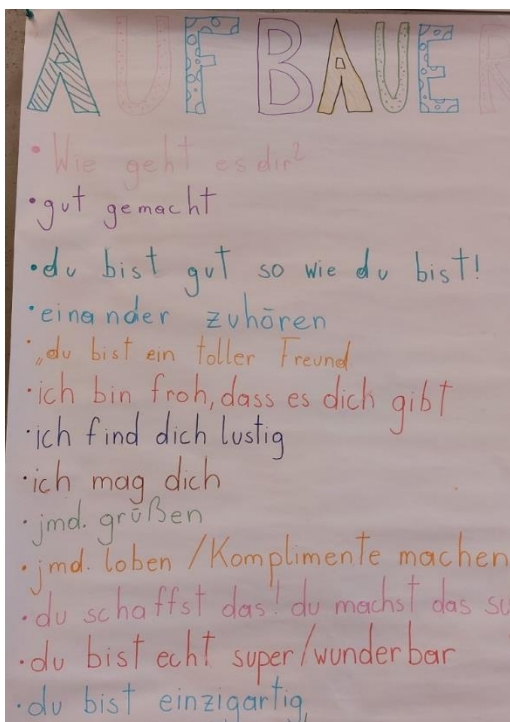 AUFBAUER
• Wie geht es dir?
• gut gemacht
• du bist gut so wie du bist!
• einander zuhören
• „du bist ein toller Freund
• ich bin froh, dass es dich gibt
• ich find dich lustig
• ich mag dich
• jmd. grüßen
• jmd. loben / Komplimente machen
• du schaffst das! du machst das su
• du bist echt super/wunderbar
• du bist einzigartig